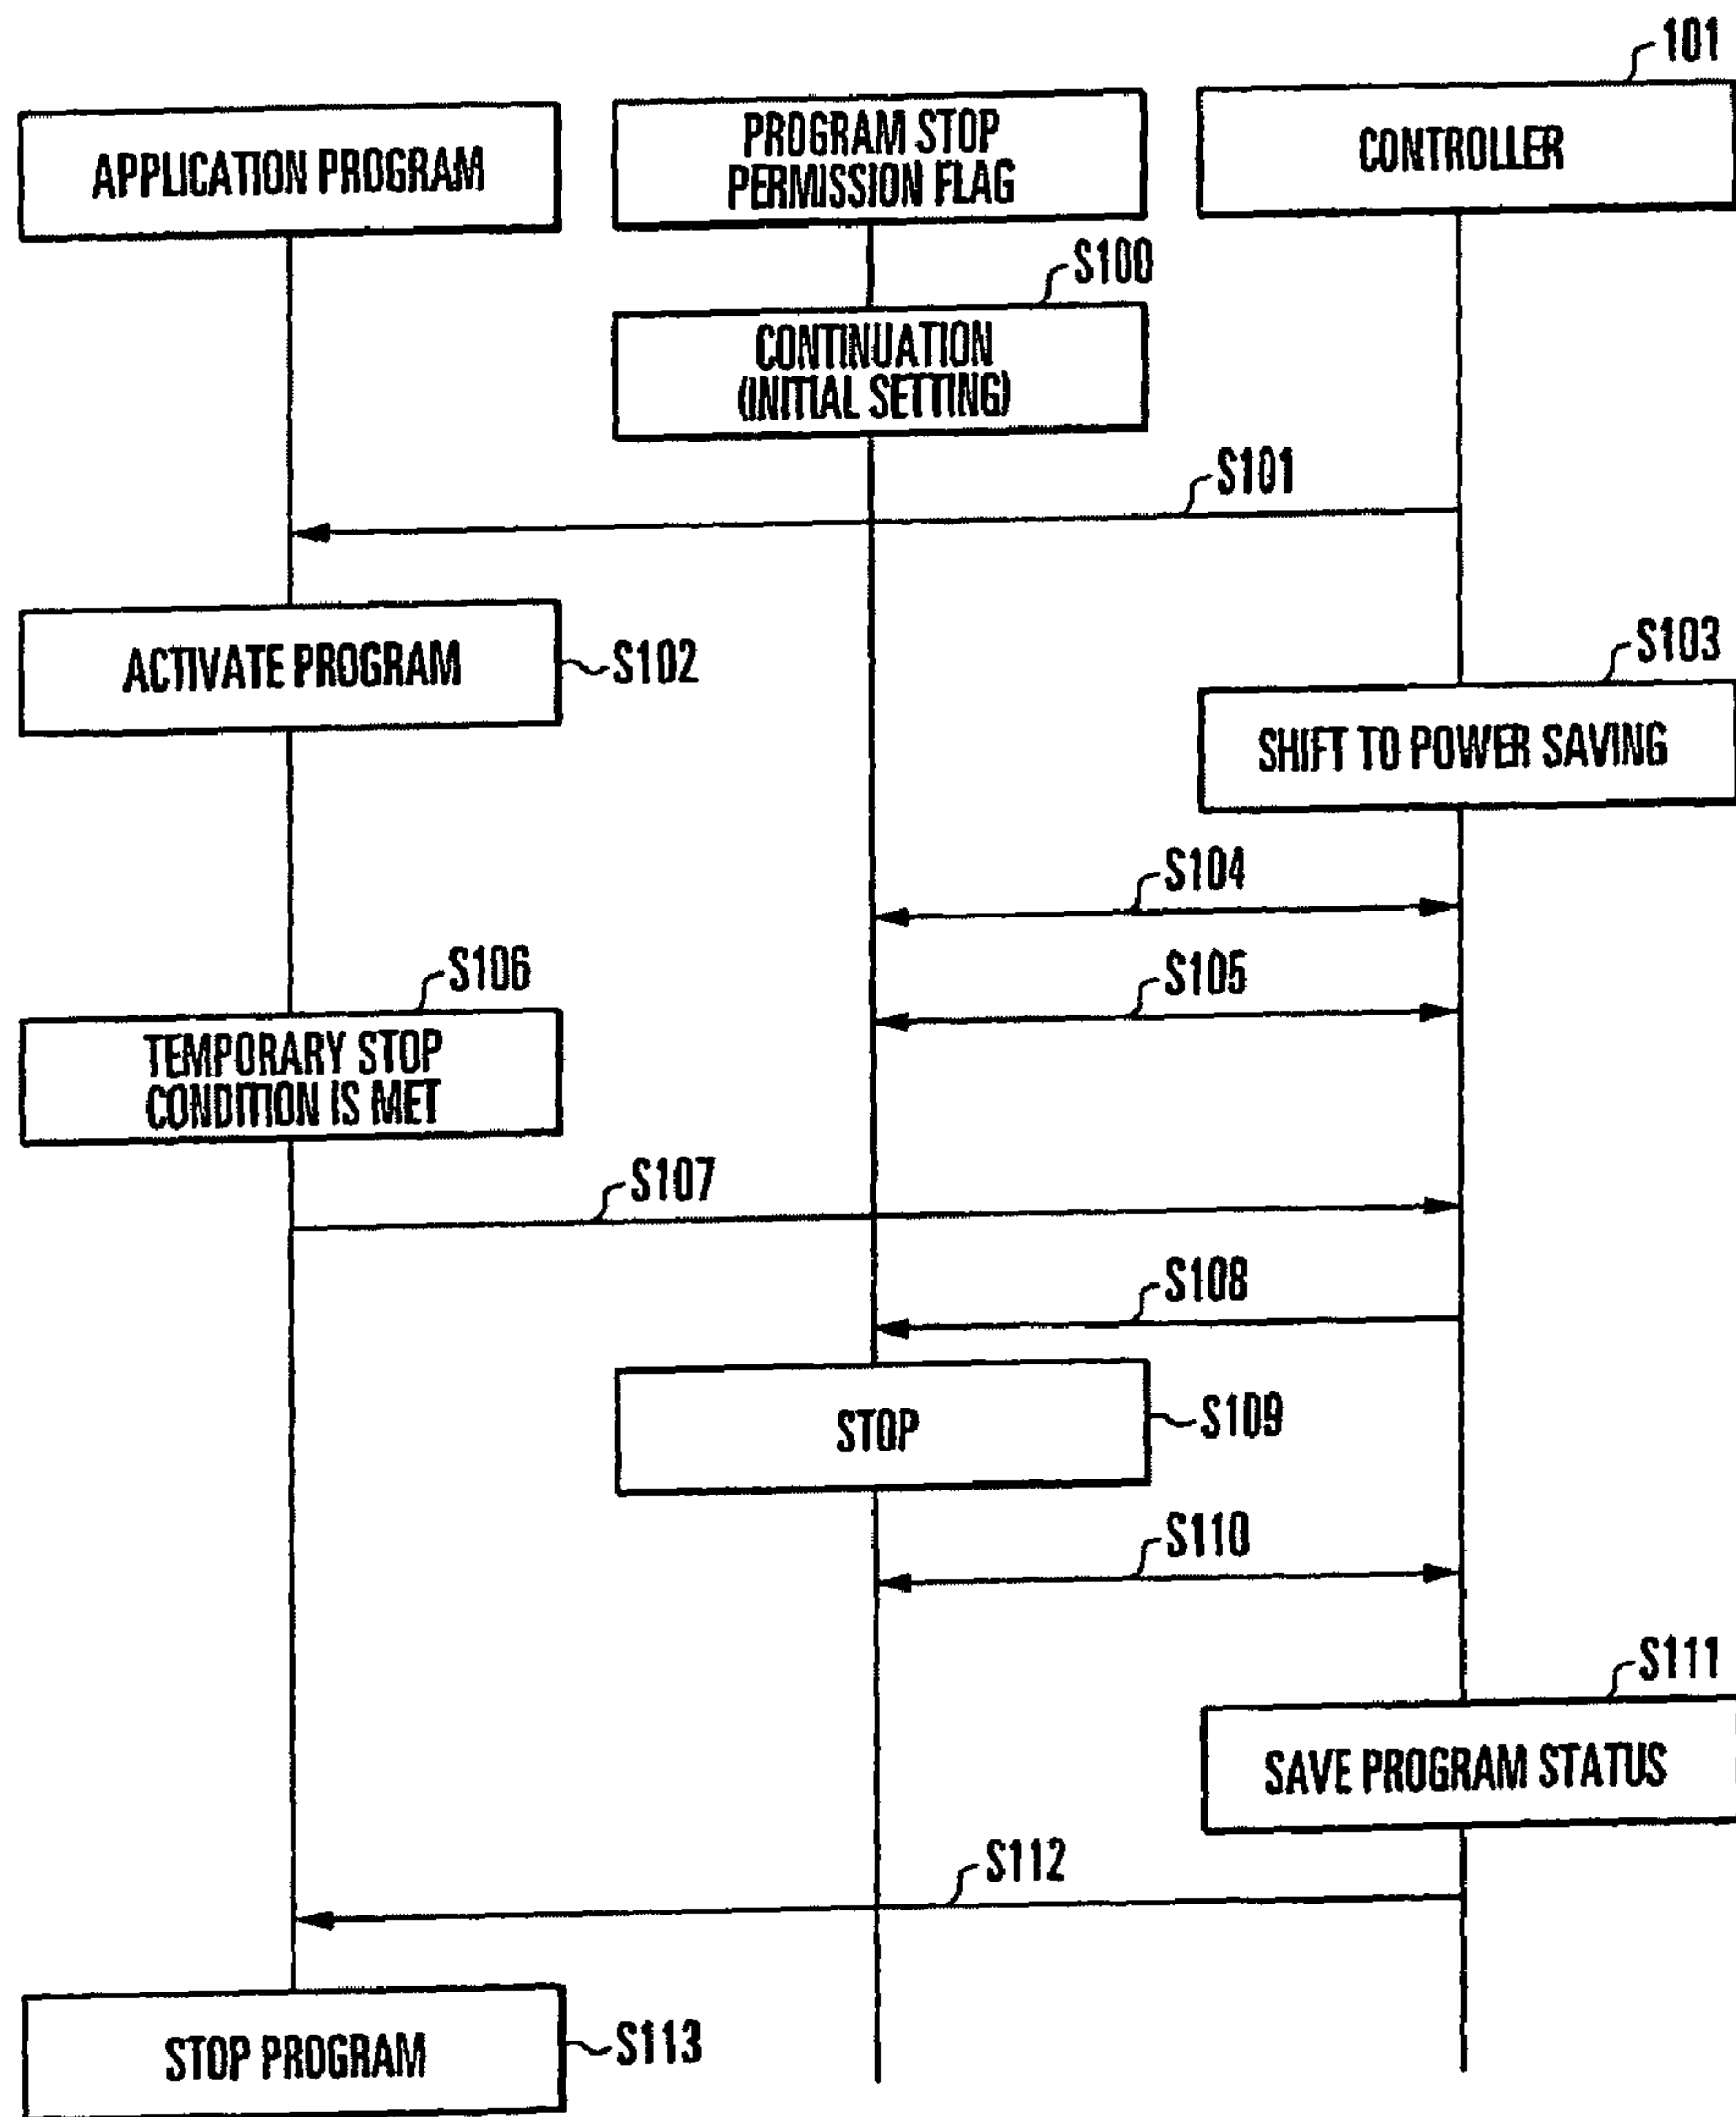 101
APPLICATION PROGRAM
PROGRAM STOP
PERMISSION FLAG
CONTROLLER
S100
CONTINUATION
(INITIAL SETTING)
S101
ACTIVATE PROGRAM
S102
S103
SHIFT TO POWER SAVING
S104
S105
S106
TEMPORARY STOP
CONDITION IS MET
S107
S108
STOP
S109
S110
S111
SAVE PROGRAM STATUS
S112
STOP PROGRAM
S113